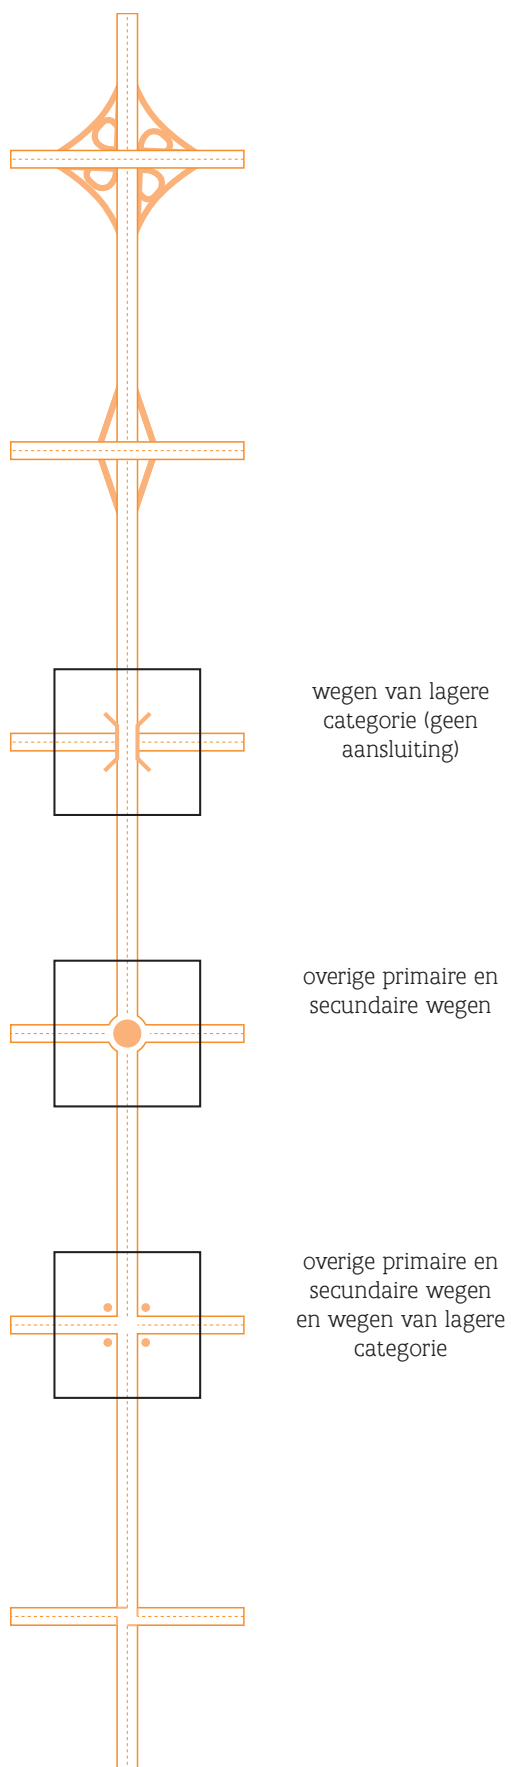 wegen van lagere
categorie (geen
aansluiting)
overige primaire en
secundaire wegen
overige primaire en
secundaire wegen
en wegen van lagere
categorie